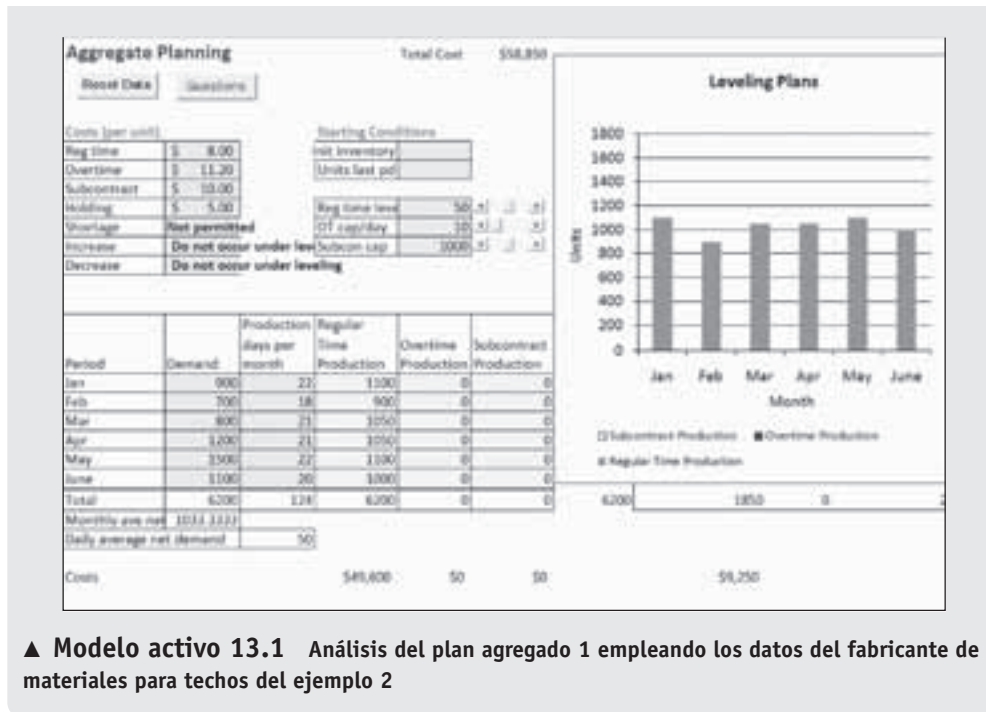 Aggregate Planning Total Cost $58,850
Reset Data Questions
Costs (per unit) Starting Conditions
Reg time $ 8.00 Init Inventory
Overtime $ 11.20 Units last pd
Subcontract $ 10.00
Holding $ 5.00 Reg time leve 50
Shortage Not permitted OT cap/day 10
Increase Do not occur under lev Subcon cap 1000
Decrease Do not occur under leveling
Production Regular
days per Time Overtime Subcontract
Period Demand month Production Production Production
Jan 900 22 1100 0 0
Feb 700 18 900 0 0
Mar 800 21 1050 0 0
Apr 1200 21 1050 0 0
May 1500 22 1100 0 0
June 1100 20 1000 0 0
Total 6200 124 6200 0 0 6200 1850 0
Monthly ave net 1033.3333
Daily average net demand 50
Costs $49,600 $0 $0 $9,250
Leveling Plans
1800
1600
1400
1200
1000
800
600
400
200
0
Units
Jan Feb Mar Apr May June
Month
Subcontract Production Overtime Production
Regular Time Production
▲ Modelo activo 13.1 Análisis del plan agregado 1 empleando los datos del fabricante de
materiales para techos del ejemplo 2